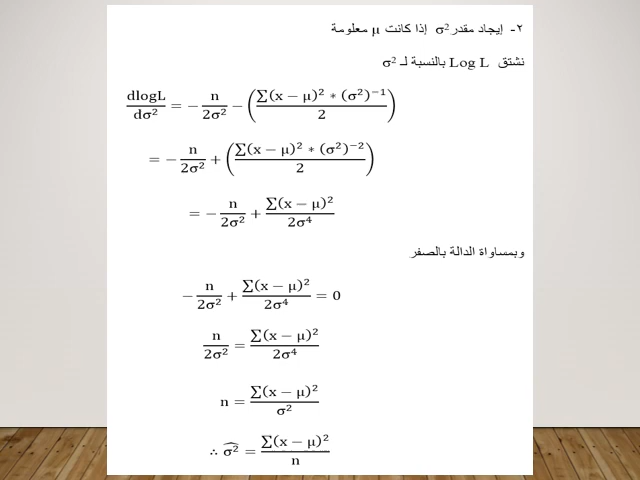 ٢- إيجاد مقدر σ² إذا كانت μ معلومة
نشتق Log L بالنسبة لـ σ²
dlogL/dσ² = − n/2σ² − (∑(x − μ)² * (σ²)⁻¹ / 2)
= − n/2σ² + (∑(x − μ)² * (σ²)⁻² / 2)
= − n/2σ² + ∑(x − μ)²/2σ⁴
وبمساواة الدالة بالصفر
− n/2σ² + ∑(x − μ)²/2σ⁴ = 0
n/2σ² = ∑(x − μ)²/2σ⁴
n = ∑(x − μ)²/σ²
∴ σ̂² = ∑(x − μ)²/n